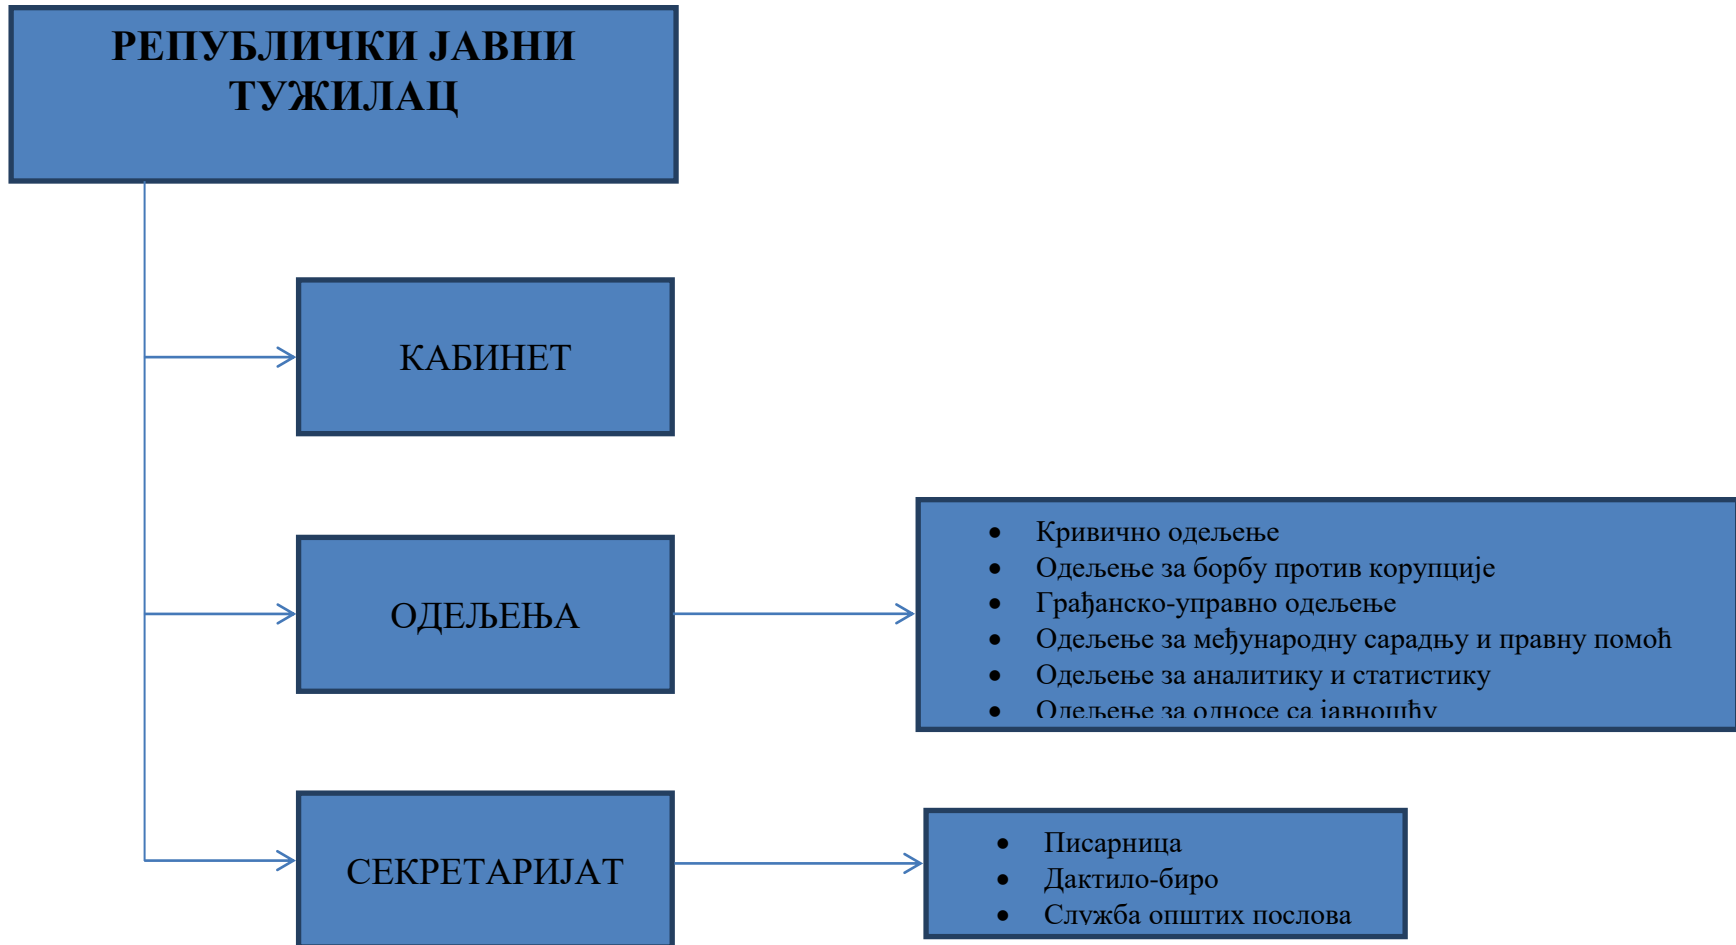 РЕПУБЛИЧКИ ЈАВНИ
ТУЖИЛАЦ
КАБИНЕТ
ОДЕЉЕЊА
• Кривично одељење
• Одељење за борбу против корупције
• Грађанско-управно одељење
• Одељење за међународну сарадњу и правну помоћ
• Одељење за аналитику и статистику
• Одељење за односе са јавношћу
СЕКРЕТАРИЈАТ
• Писарница
• Дактило-биро
• Служба општих послова